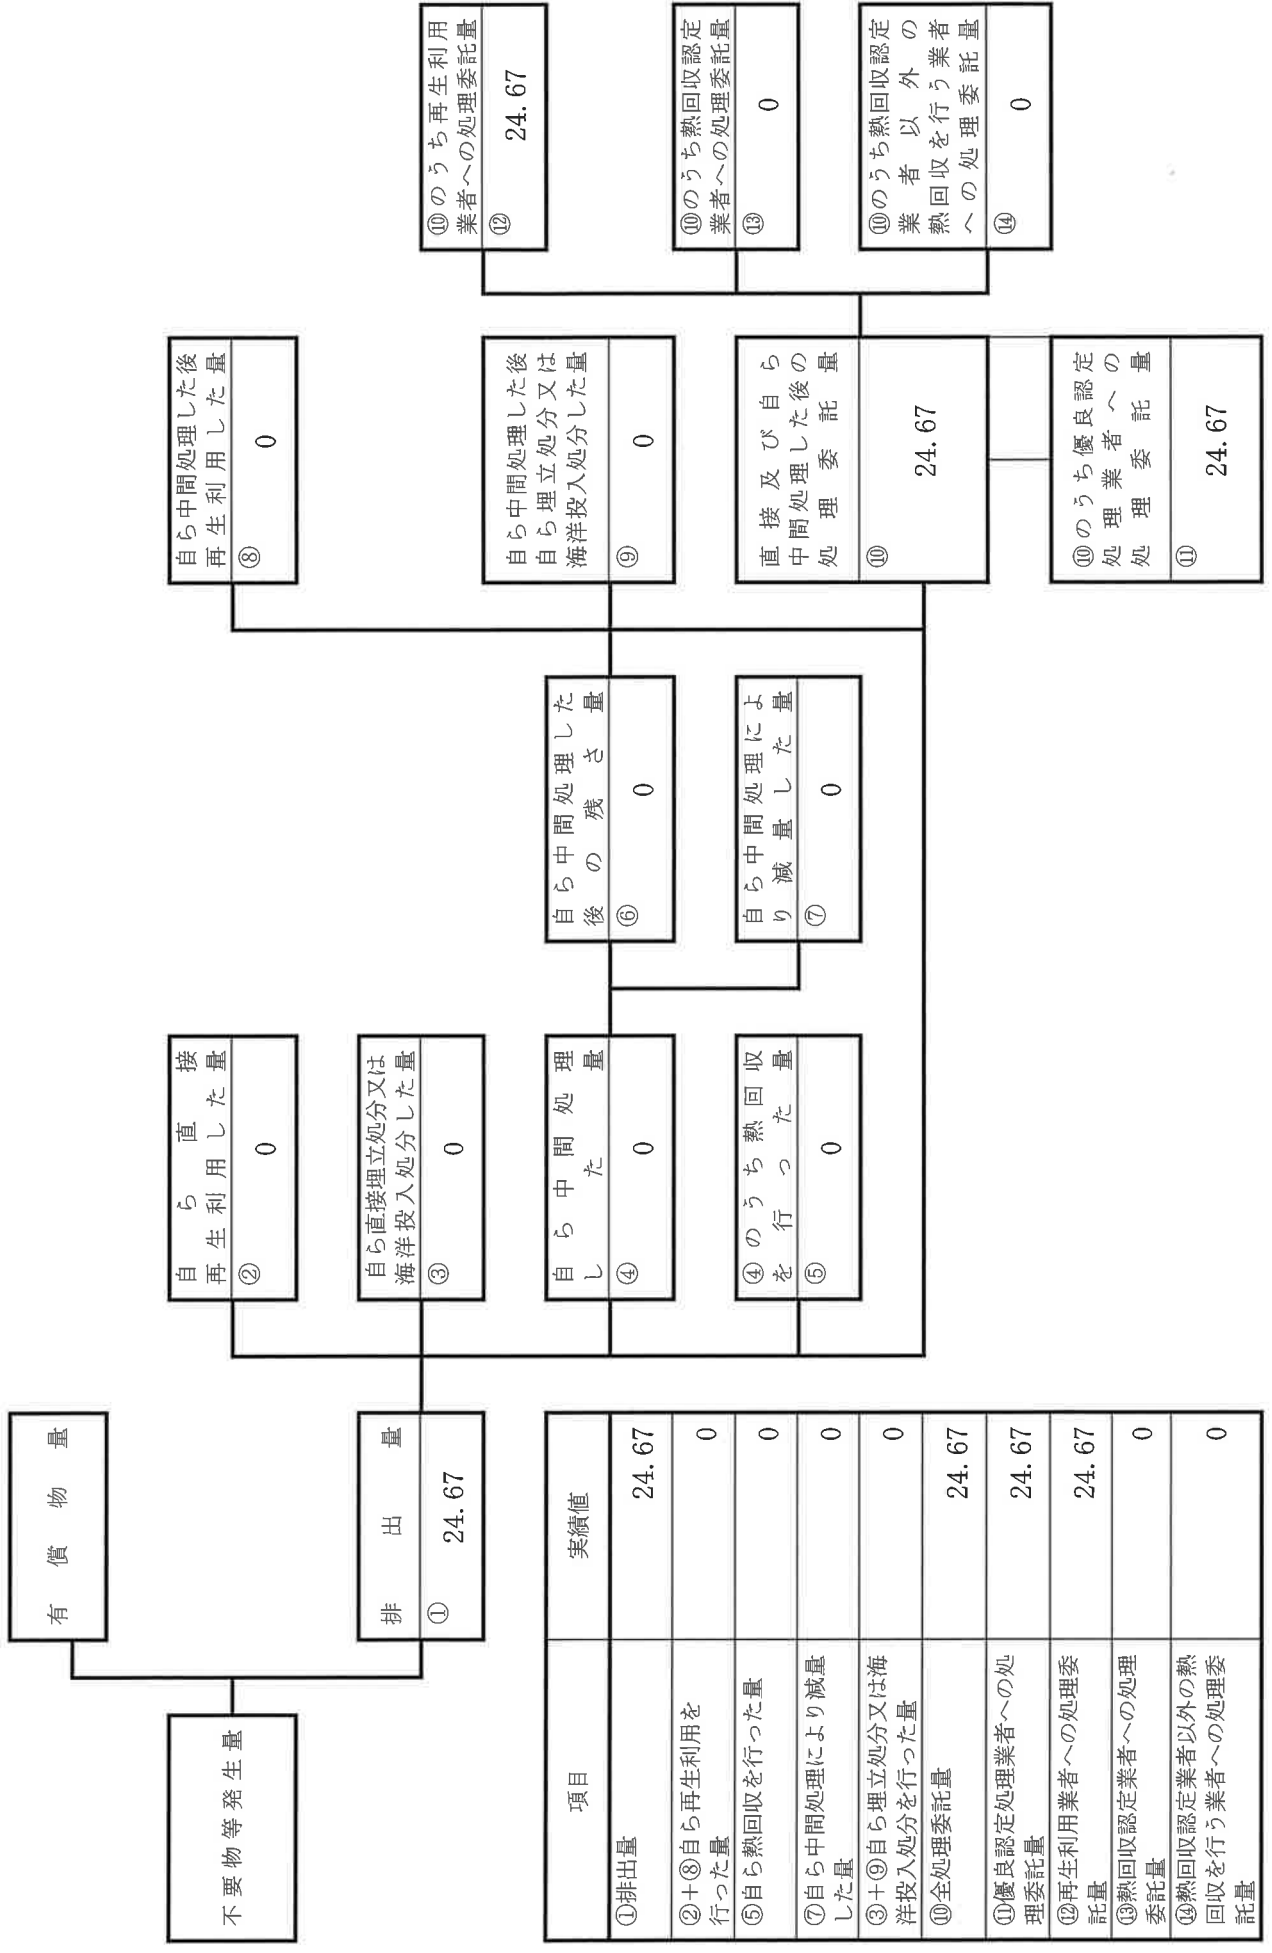 不要物等発生量
有償物量
排出量
①
24.67
自ら直接
再生利用した量
②
0
自ら直接埋立処分又は
海洋投入処分した量
③
0
自ら中間処理
した量
④
0
④のうち熱回収
を行った量
⑤
0
自ら中間処理した
後の残さ量
⑥
0
自ら中間処理によ
り減量した量
⑦
0
自ら中間処理した後
再生利用した量
⑧
0
自ら中間処理した後
自ら埋立処分又は
海洋投入処分した量
⑨
0
直接及び自ら
中間処理した後の
処理委託量
⑩
24.67
⑩のうち優良認定
処理業者への
処理委託量
⑪
24.67
⑩のうち再生利用
業者への処理委託量
⑫
24.67
⑩のうち熱回収認定
業者への処理委託量
⑬
0
⑩のうち熱回収認定
業者以外の
熱回収を行う業者
への処理委託量
⑭
0
項目
実績値
①排出量
24.67
②+⑧自ら再生利用を
行った量
0
⑤自ら熱回収を行った量
0
⑦自ら中間処理により減量
した量
0
③+⑨自ら埋立処分又は海
洋投入処分を行った量
0
⑩全処理委託量
24.67
⑪優良認定処理業者への処
理委託量
24.67
⑫再生利用業者への処理委
託量
24.67
⑬熱回収認定業者への処理
委託量
0
⑭熱回収認定業者以外の熱
回収を行う業者への処理委
託量
0